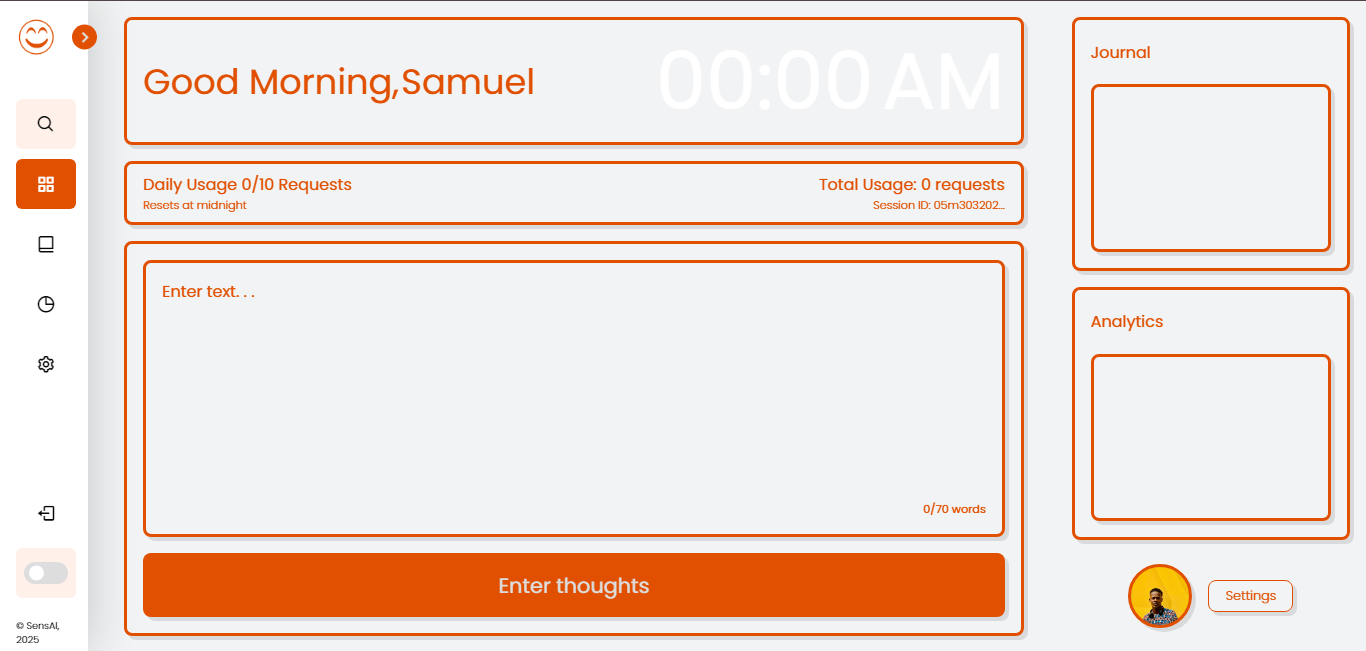 Good Morning,Samuel
00:00 AM
Daily Usage 0/10 Requests
Resets at midnight
Total Usage: 0 requests
Session ID: 05m303202...
Enter text. . .
0/70 words
Enter thoughts
Journal
Analytics
Settings
© SensAI,
2025